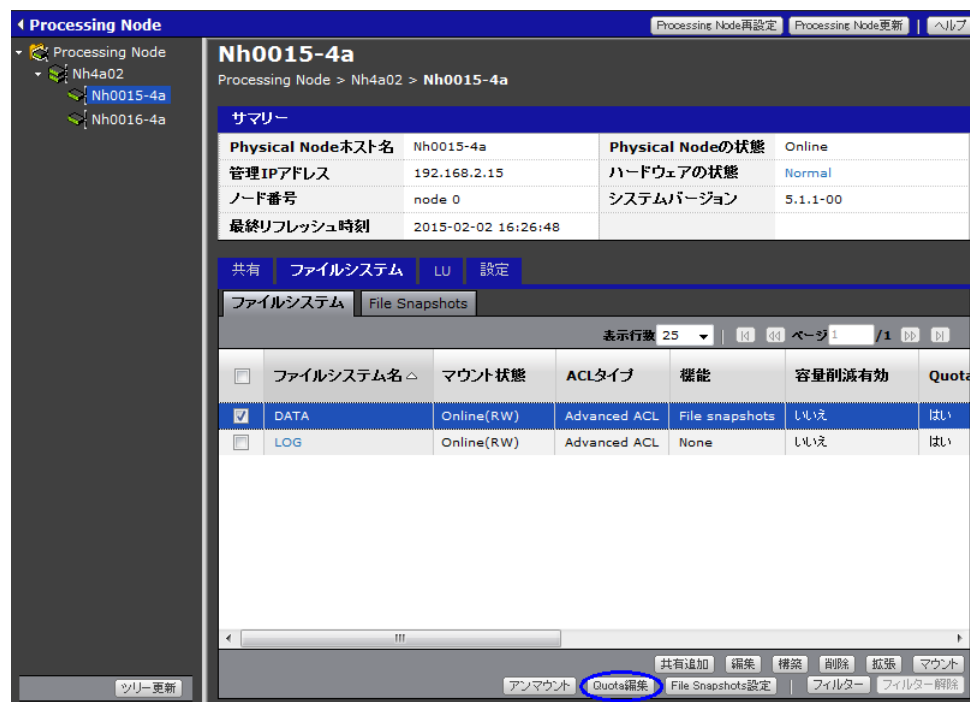 Processing Node
Processing Node再設定 Processing Node更新 | ヘルプ
Processing Node
Nh4a02
Nh0015-4a
Nh0016-4a
Nh0015-4a
Processing Node > Nh4a02 > Nh0015-4a
サマリー
Physical Nodeホスト名 Nh0015-4a Physical Nodeの状態 Online
管理IPアドレス 192.168.2.15 ハードウェアの状態 Normal
ノード番号 node 0 システムバージョン 5.1.1-00
最終リフレッシュ時刻 2015-02-02 16:26:48
共有 ファイルシステム LU 設定
ファイルシステム File Snapshots
表示行数 25 | ページ 1 /1
ファイルシステム名 マウント状態 ACLタイプ 機能 容量削減有効 Quota
DATA Online(RW) Advanced ACL File snapshots いいえ はい
LOG Online(RW) Advanced ACL None いいえ はい
共有追加 編集 構築 削除 拡張 マウント
アンマウント Quota編集 File Snapshots設定 | フィルター フィルター解除
ツリー更新